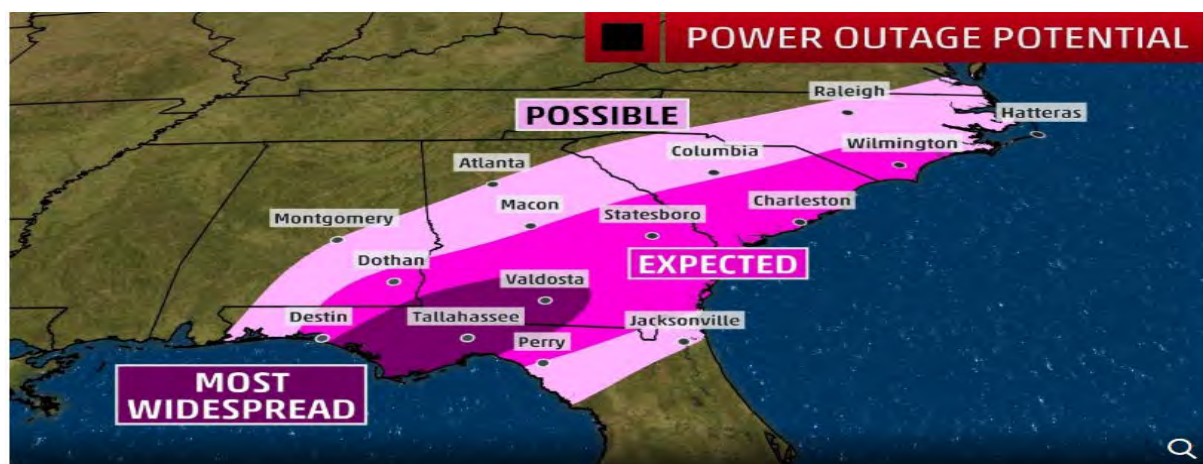 POWER OUTAGE POTENTIAL
POSSIBLE
Raleigh
Hatteras
Wilmington
Columbia
Atlanta
Macon
Charleston
Statesboro
Montgomery
Dothan
EXPECTED
Valdosta
Destin
Tallahassee
Jacksonville
Perry
MOST
WIDESPREAD